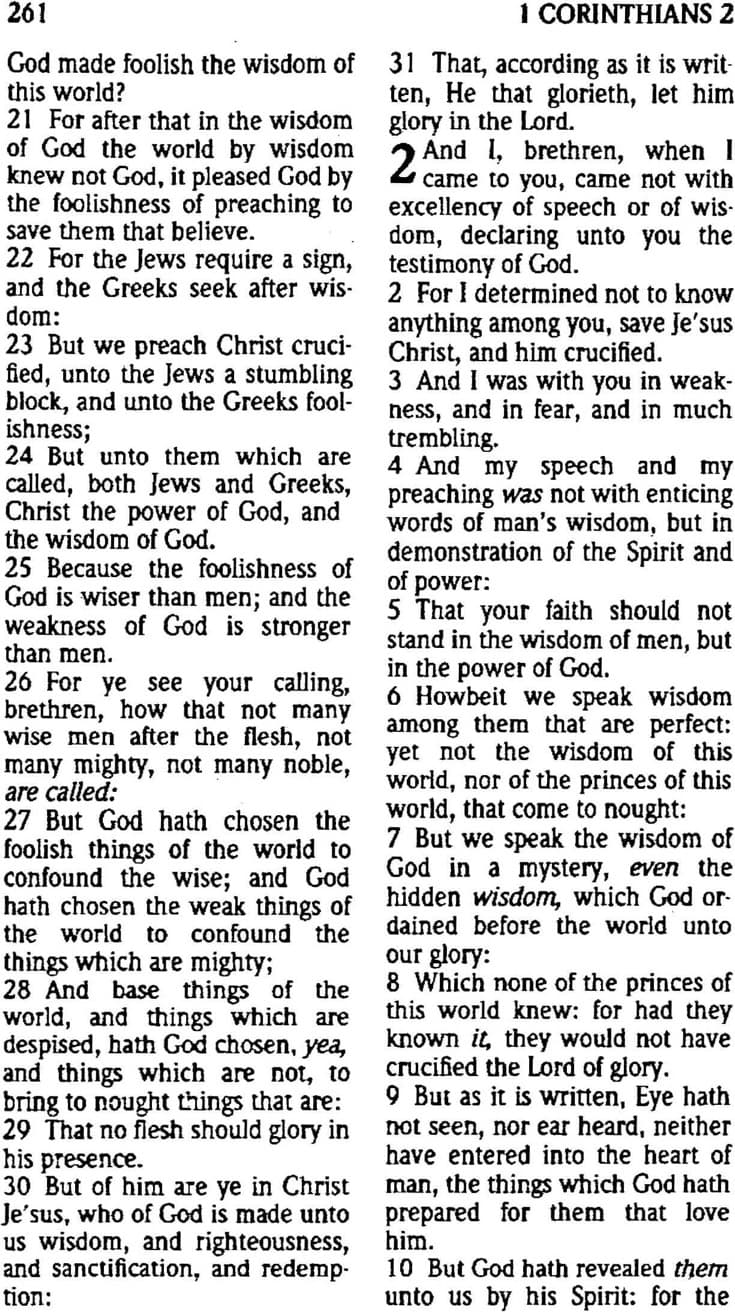 261
1 CORINTHIANS 2
God made foolish the wisdom of
this world?
21 For after that in the wisdom
of God the world by wisdom
knew not God, it pleased God by
the foolishness of preaching to
save them that believe.
22 For the Jews require a sign,
and the Greeks seek after wis-
dom:
23 But we preach Christ cruci-
fied, unto the Jews a stumbling
block, and unto the Greeks fool-
ishness;
24 But unto them which are
called, both Jews and Greeks,
Christ the power of God, and
the wisdom of God.
25 Because the foolishness of
God is wiser than men; and the
weakness of God is stronger
than men.
26 For ye see your calling,
brethren, how that not many
wise men after the flesh, not
many mighty, not many noble,
are called:
27 But God hath chosen the
foolish things of the world to
confound the wise; and God
hath chosen the weak things of
the world to confound the
things which are mighty;
28 And base things of the
world, and things which are
despised, hath God chosen, yea,
and things which are not, to
bring to nought things that are:
29 That no flesh should glory in
his presence.
30 But of him are ye in Christ
Je′sus, who of God is made unto
us wisdom, and righteousness,
and sanctification, and redemp-
tion:
31 That, according as it is writ-
ten, He that glorieth, let him
glory in the Lord.
2 And I, brethren, when I
came to you, came not with
excellency of speech or of wis-
dom, declaring unto you the
testimony of God.
2 For I determined not to know
anything among you, save Je′sus
Christ, and him crucified.
3 And I was with you in weak-
ness, and in fear, and in much
trembling.
4 And my speech and my
preaching was not with enticing
words of man's wisdom, but in
demonstration of the Spirit and
of power:
5 That your faith should not
stand in the wisdom of men, but
in the power of God.
6 Howbeit we speak wisdom
among them that are perfect:
yet not the wisdom of this
world, nor of the princes of this
world, that come to nought:
7 But we speak the wisdom of
God in a mystery, even the
hidden wisdom, which God or-
dained before the world unto
our glory:
8 Which none of the princes of
this world knew: for had they
known it, they would not have
crucified the Lord of glory.
9 But as it is written, Eye hath
not seen, nor ear heard, neither
have entered into the heart of
man, the things which God hath
prepared for them that love
him.
10 But God hath revealed them
unto us by his Spirit: for the